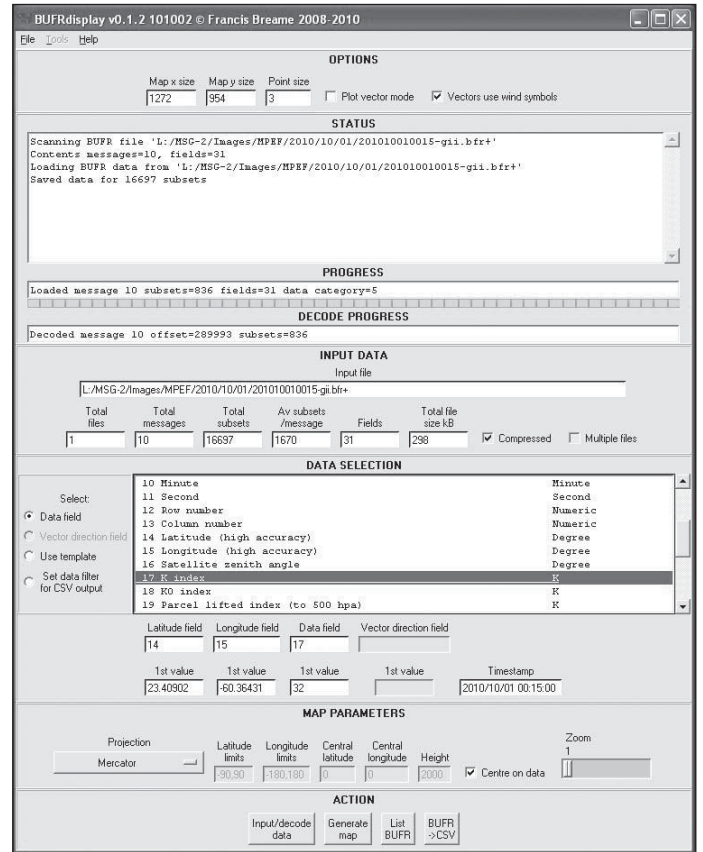 BUFRdisplay v0.1.2 101002 © Francis Breame 2008-2010
File Tools Help
OPTIONS
Map x size Map y size Point size
1272 954 3 Plot vector mode Vectors use wind symbols
STATUS
Scanning BUFR file 'L:/MSG-2/Images/MPEF/2010/10/01/201010010015-gii.bfr+'
Contents messages=10, fields=31
Loading BUFR data from 'L:/MSG-2/Images/MPEF/2010/10/01/201010010015-gii.bfr+'
Saved data for 16697 subsets
PROGRESS
Loaded message 10 subsets=836 fields=31 data category=5
DECODE PROGRESS
Decoded message 10 offset=289993 subsets=836
INPUT DATA
Input file
L:/MSG-2/Images/MPEF/2010/10/01/201010010015-gii.bfr+
Total files Total messages Total subsets Av subsets /message Fields Total file size kB
1 10 16697 1670 31 298 Compressed Multiple files
DATA SELECTION
Select:
Data field
Vector direction field
Use template
Set data filter for CSV output
10 Minute Minute
11 Second Second
12 Row number Numeric
13 Column number Numeric
14 Latitude (high accuracy) Degree
15 Longitude (high accuracy) Degree
16 Satellite zenith angle Degree
17 K index K
18 KO index K
19 Parcel lifted index (to 500 hpa) K
Latitude field Longitude field Data field Vector direction field
14 15 17
1st value 1st value 1st value 1st value Timestamp
23.40902 -60.36431 32 2010/10/01 00:15:00
MAP PARAMETERS
Projection Latitude limits Longitude limits Central latitude Central longitude Height Zoom
Mercator -90,90 -180,180 0 0 2000 Centre on data 1
ACTION
Input/decode data Generate map List BUFR BUFR ->CSV